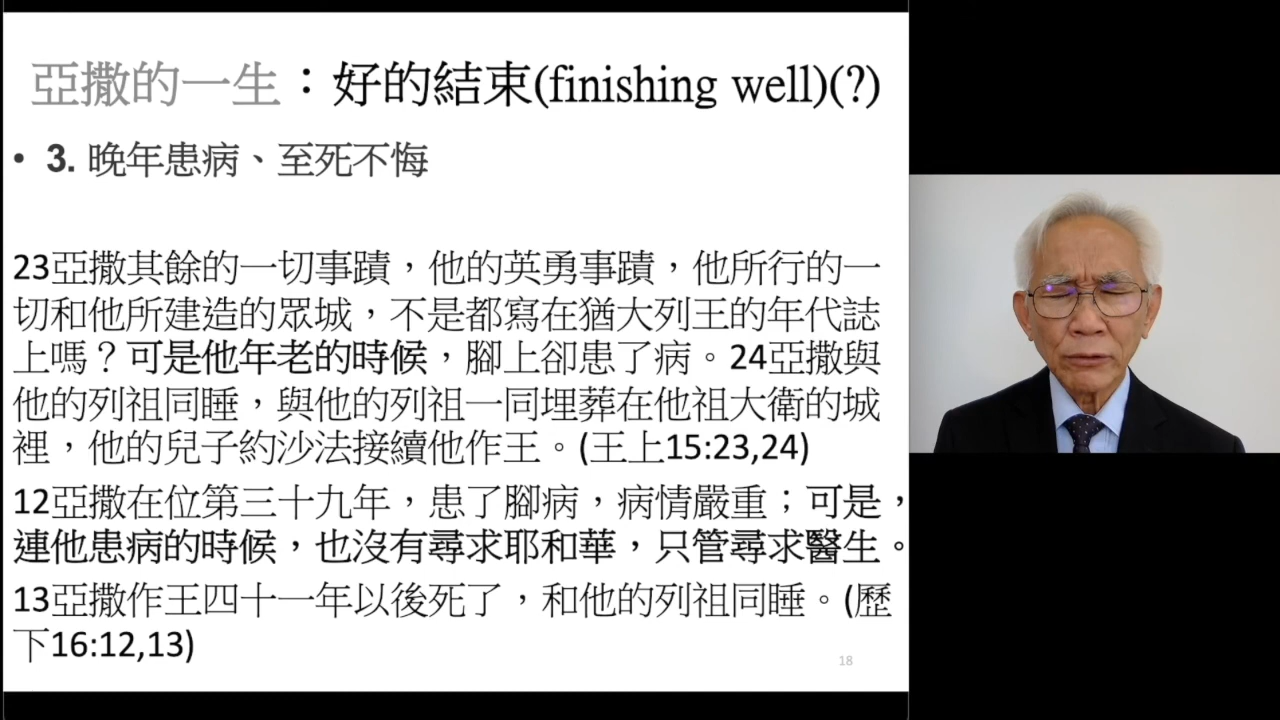 亞撒的一生：好的結束(finishing well)(?)
• 3. 晚年患病、至死不悔
23亞撒其餘的一切事蹟，他的英勇事蹟，他所行的一
切和他所建造的眾城，不是都寫在猶大列王的年代誌
上嗎？可是他年老的時候，腳上卻患了病。24亞撒與
他的列祖同睡，與他的列祖一同埋葬在他祖大衛的城
裡，他的兒子約沙法接續他作王。(王上15:23,24)
12亞撒在位第三十九年，患了腳病，病情嚴重；可是，
連他患病的時候，也沒有尋求耶和華，只管尋求醫生。
13亞撒作王四十一年以後死了，和他的列祖同睡。(歷
下16:12,13)
18